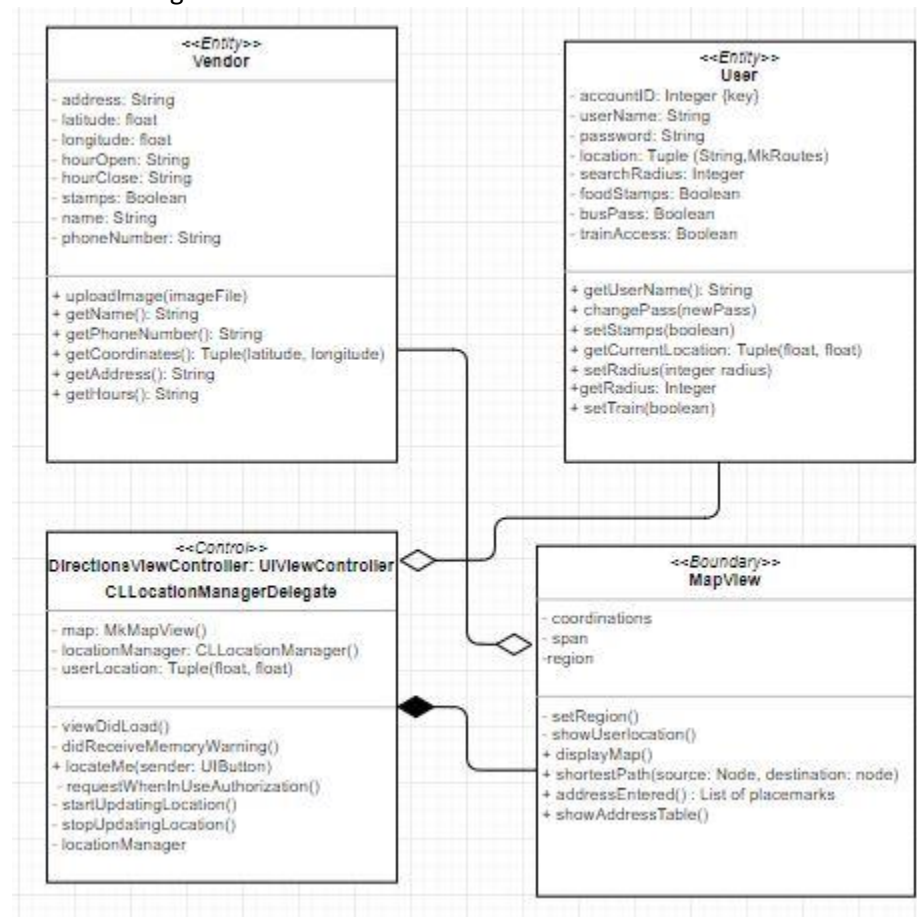 <<Entity>>
Vendor
- address: String
- latitude: float
- longitude: float
- hourOpen: String
- hourClose: String
- stamps: Boolean
- name: String
- phoneNumber: String
+ uploadImage(imageFile)
+ getName(): String
+ getPhoneNumber(): String
+ getCoordinates(): Tuple(latitude, longitude)
+ getAddress(): String
+ getHours(): String
<<Entity>>
User
- accountID: Integer {key}
- userName: String
- password: String
- location: Tuple (String,MkRoutes)
- searchRadius: Integer
- foodStamps: Boolean
- busPass: Boolean
- trainAccess: Boolean
+ getUserName(): String
+ changePass(newPass)
+ setStamps(boolean)
+ getCurrentLocation: Tuple(float, float)
+ setRadius(integer radius)
+getRadius: Integer
+ setTrain(boolean)
<<Control>>
DirectionsViewController: UIViewController
CLLocationManagerDelegate
- map: MkMapView()
- locationManager: CLLocationManager()
- userLocation: Tuple(float, float)
- viewDidLoad()
- didReceiveMemoryWarning()
+ locateMe(sender: UIButton)
- requestWhenInUseAuthorization()
- startUpdatingLocation()
- stopUpdatingLocation()
- locationManager
<<Boundary>>
MapView
- coordinations
- span
-region
- setRegion()
- showUserlocation()
+ displayMap()
+ shortestPath(source: Node, destination: node)
+ addressEntered() : List of placemarks
+ showAddressTable()